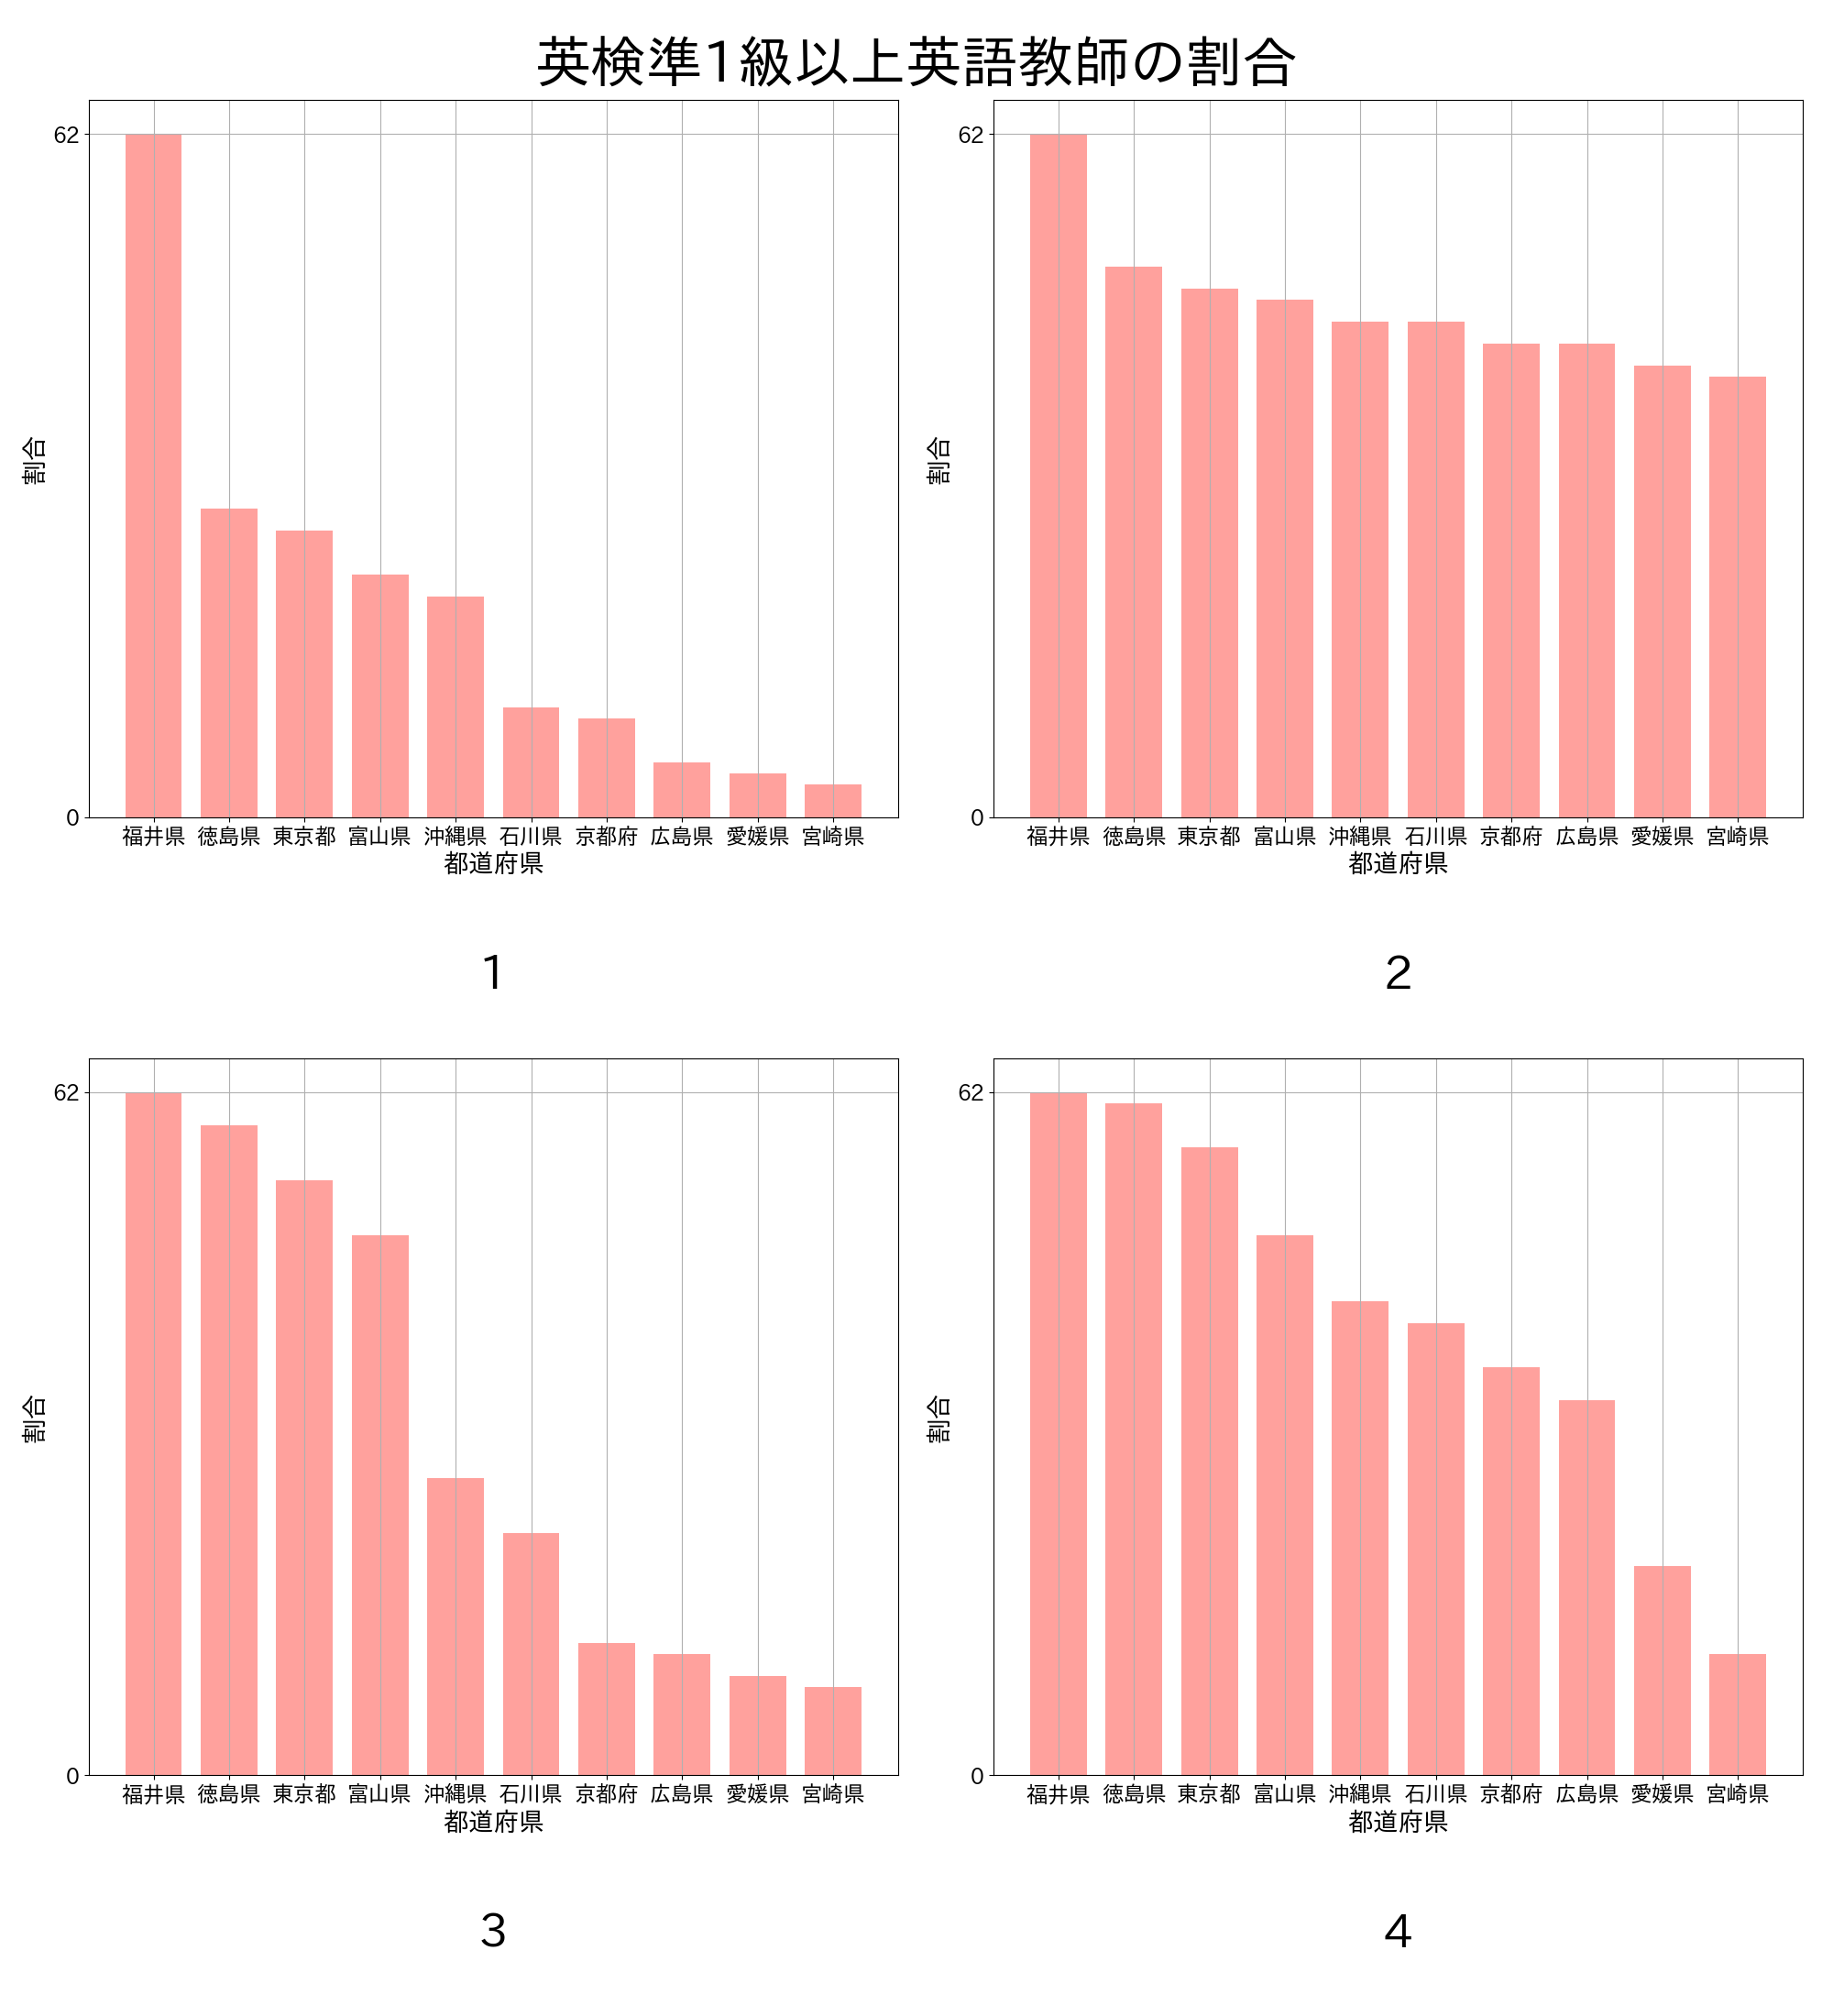 英検準1級以上英語教師の割合
62
0
割合
福井県 徳島県 東京都 富山県 沖縄県 石川県 京都府 広島県 愛媛県 宮崎県
都道府県
1
62
0
割合
福井県 徳島県 東京都 富山県 沖縄県 石川県 京都府 広島県 愛媛県 宮崎県
都道府県
2
62
0
割合
福井県 徳島県 東京都 富山県 沖縄県 石川県 京都府 広島県 愛媛県 宮崎県
都道府県
3
62
0
割合
福井県 徳島県 東京都 富山県 沖縄県 石川県 京都府 広島県 愛媛県 宮崎県
都道府県
4